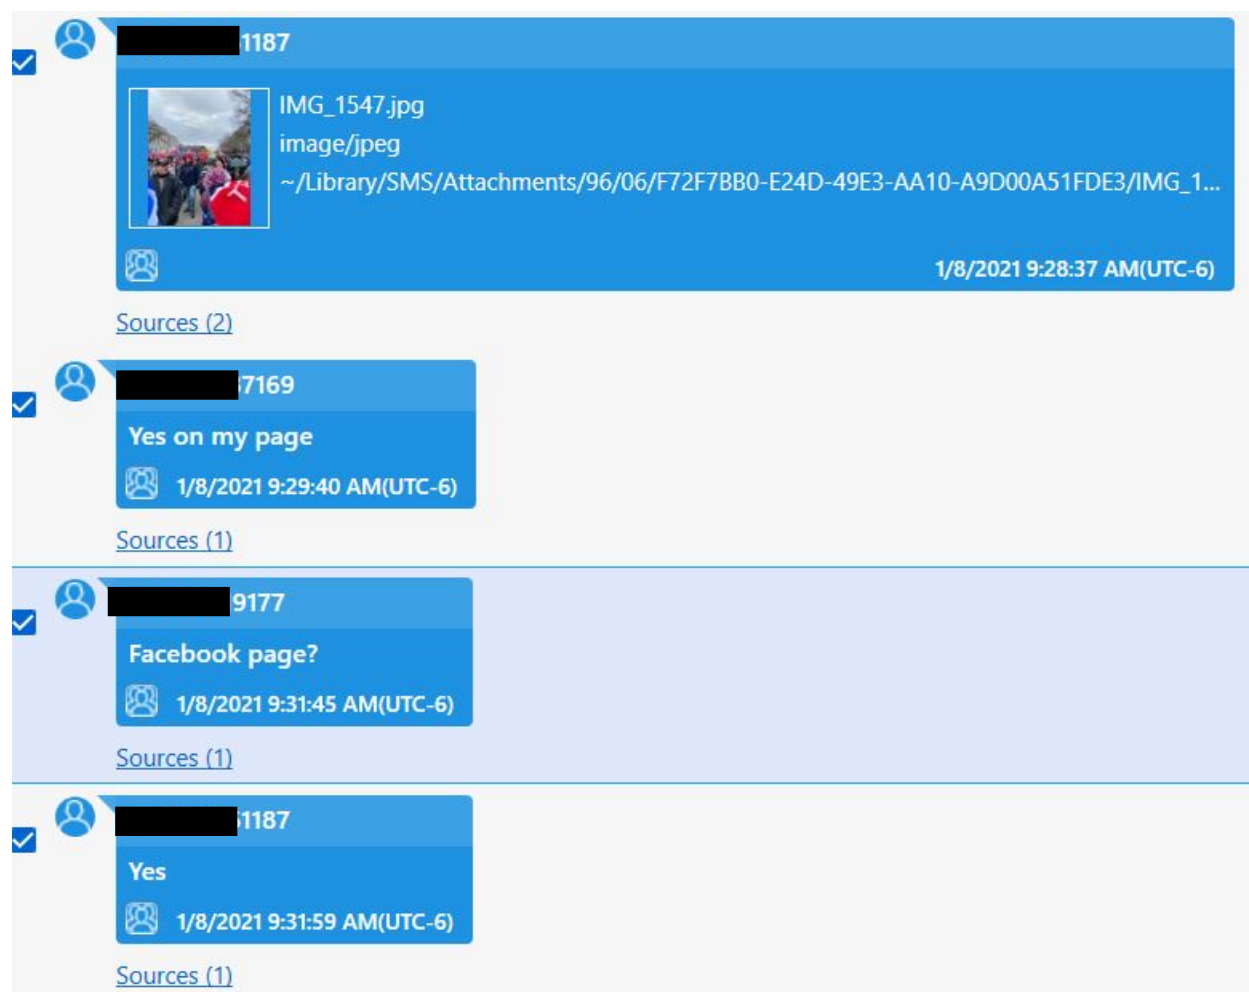 1187
IMG_1547.jpg
image/jpeg
~/Library/SMS/Attachments/96/06/F72F7BB0-E24D-49E3-AA10-A9D00A51FDE3/IMG_1...
1/8/2021 9:28:37 AM(UTC-6)
Sources (2)
7169
Yes on my page
1/8/2021 9:29:40 AM(UTC-6)
Sources (1)
9177
Facebook page?
1/8/2021 9:31:45 AM(UTC-6)
Sources (1)
1187
Yes
1/8/2021 9:31:59 AM(UTC-6)
Sources (1)